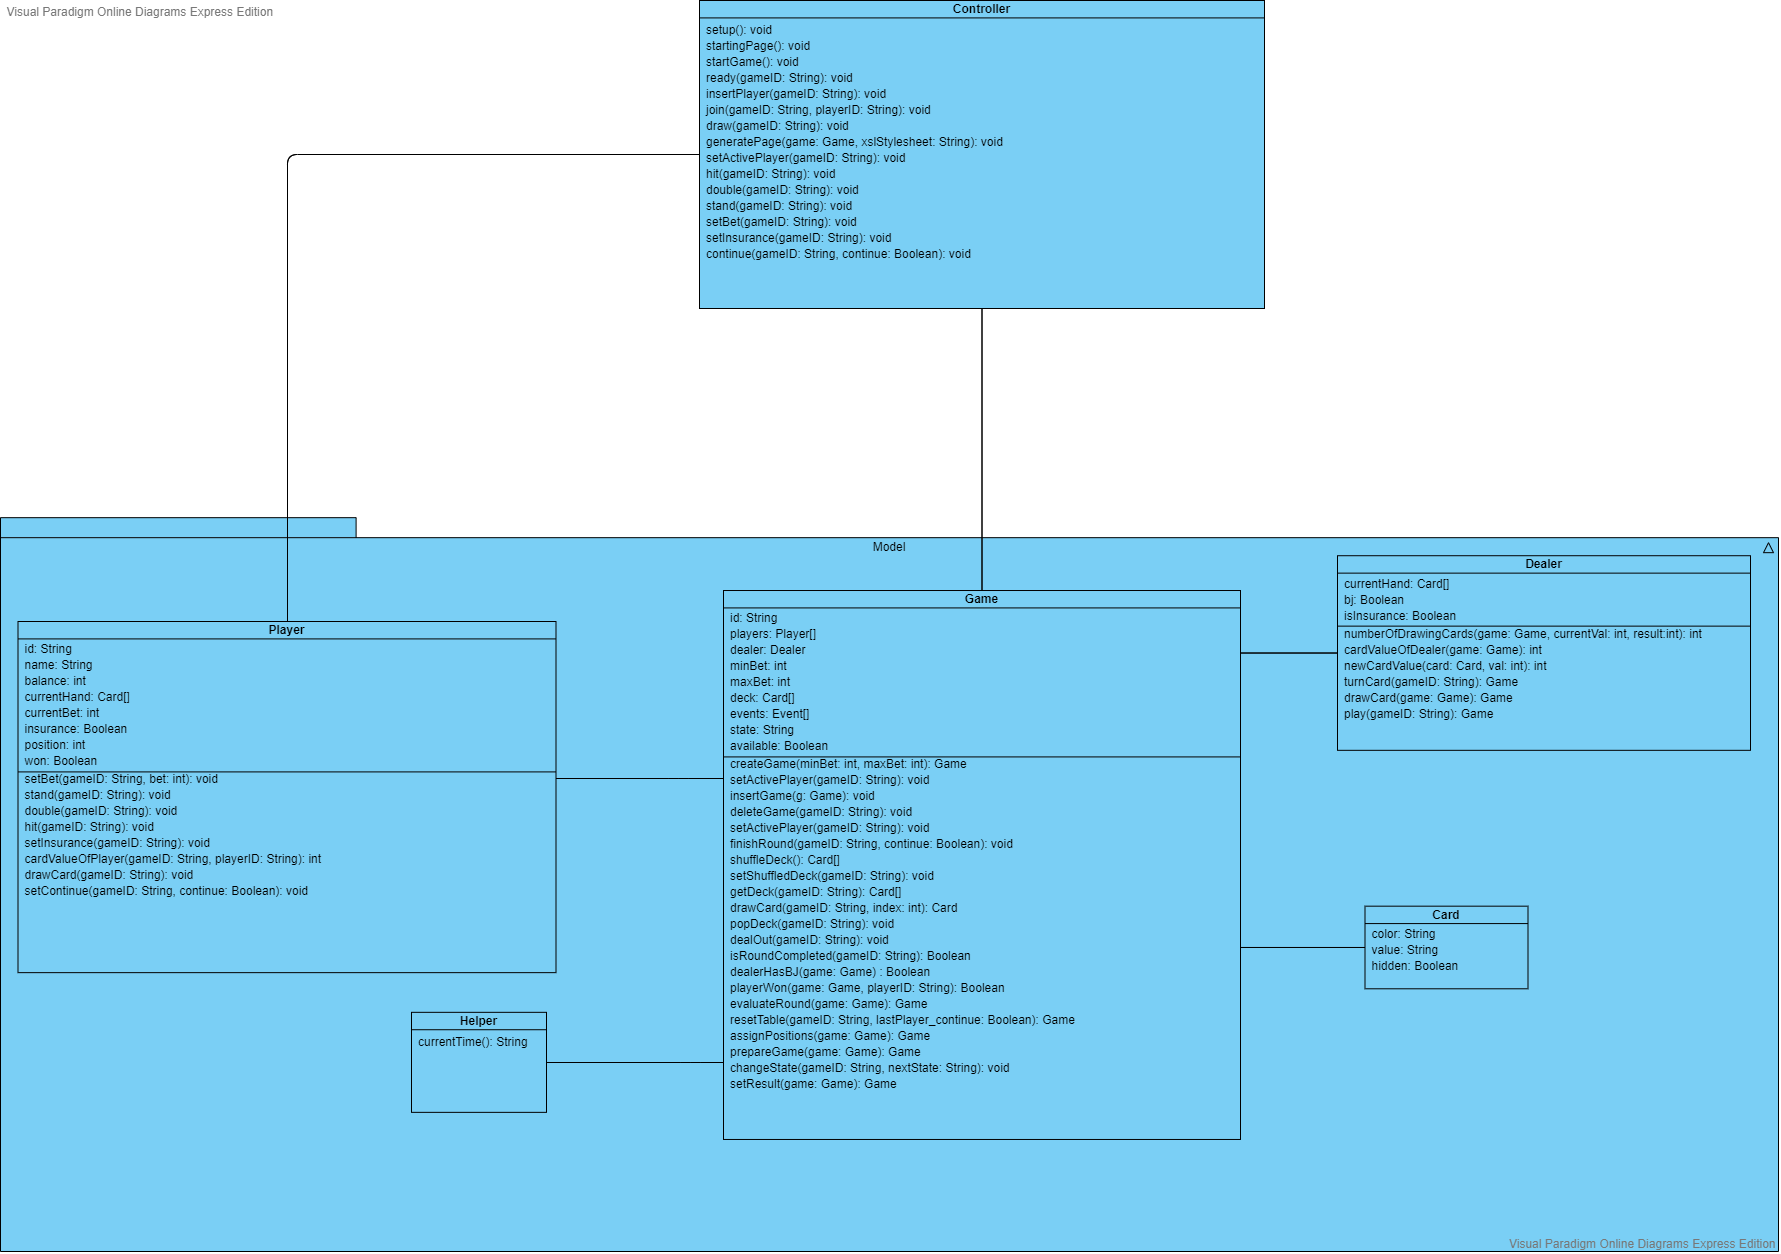 Visual Paradigm Online Diagrams Express Edition
Controller
setup(): void
startingPage(): void
startGame(): void
ready(gameID: String): void
insertPlayer(gameID: String): void
join(gameID: String, playerID: String): void
draw(gameID: String): void
generatePage(game: Game, xslStylesheet: String): void
setActivePlayer(gameID: String): void
hit(gameID: String): void
double(gameID: String): void
stand(gameID: String): void
setBet(gameID: String): void
setInsurance(gameID: String): void
continue(gameID: String, continue: Boolean): void
Model
Player
id: String
name: String
balance: int
currentHand: Card[]
currentBet: int
insurance: Boolean
position: int
won: Boolean
setBet(gameID: String, bet: int): void
stand(gameID: String): void
double(gameID: String): void
hit(gameID: String): void
setInsurance(gameID: String): void
cardValueOfPlayer(gameID: String, playerID: String): int
drawCard(gameID: String): void
setContinue(gameID: String, continue: Boolean): void
Helper
currentTime(): String
Game
id: String
players: Player[]
dealer: Dealer
minBet: int
maxBet: int
deck: Card[]
events: Event[]
state: String
available: Boolean
createGame(minBet: int, maxBet: int): Game
setActivePlayer(gameID: String): void
insertGame(g: Game): void
deleteGame(gameID: String): void
setActivePlayer(gameID: String): void
finishRound(gameID: String, continue: Boolean): void
shuffleDeck(): Card[]
setShuffledDeck(gameID: String): void
getDeck(gameID: String): Card[]
drawCard(gameID: String, index: int): Card
popDeck(gameID: String): void
dealOut(gameID: String): void
isRoundCompleted(gameID: String): Boolean
dealerHasBJ(game: Game) : Boolean
playerWon(game: Game, playerID: String): Boolean
evaluateRound(game: Game): Game
resetTable(gameID: String, lastPlayer_continue: Boolean): Game
assignPositions(game: Game): Game
prepareGame(game: Game): Game
changeState(gameID: String, nextState: String): void
setResult(game: Game): Game
Dealer
currentHand: Card[]
bj: Boolean
isInsurance: Boolean
numberOfDrawingCards(game: Game, currentVal: int, result:int): int
cardValueOfDealer(game: Game): int
newCardValue(card: Card, val: int): int
turnCard(gameID: String): Game
drawCard(game: Game): Game
play(gameID: String): Game
Card
color: String
value: String
hidden: Boolean
Visual Paradigm Online Diagrams Express Edition